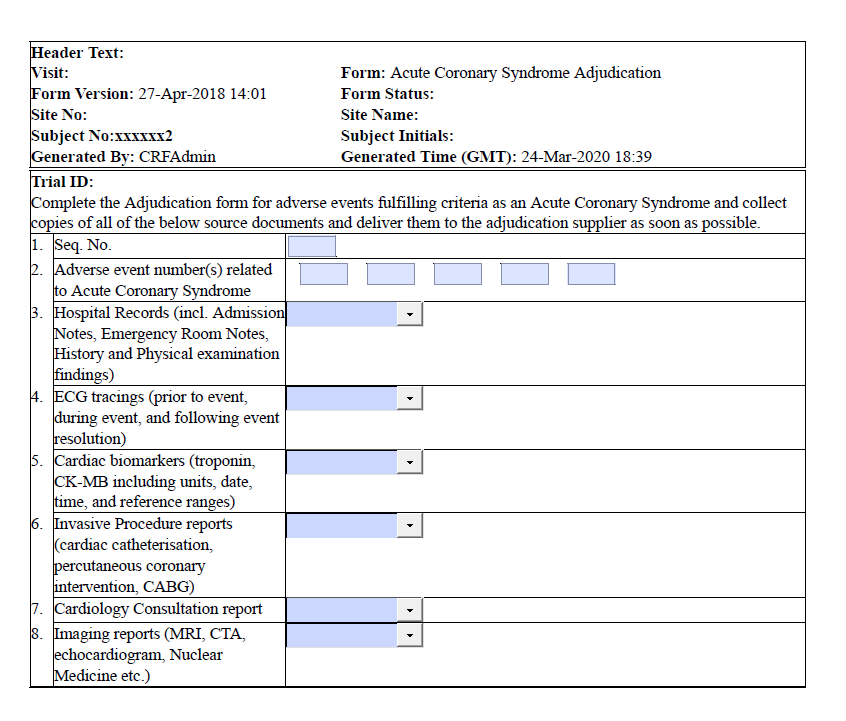 Header Text:
Visit: Form: Acute Coronary Syndrome Adjudication
Form Version: 27-Apr-2018 14:01 Form Status:
Site No: Site Name:
Subject No:xxxxxx2 Subject Initials:
Generated By: CRFAdmin Generated Time (GMT): 24-Mar-2020 18:39
Trial ID:
Complete the Adjudication form for adverse events fulfilling criteria as an Acute Coronary Syndrome and collect
copies of all of the below source documents and deliver them to the adjudication supplier as soon as possible.
1. Seq. No.
2. Adverse event number(s) related
to Acute Coronary Syndrome
3. Hospital Records (incl. Admission
Notes, Emergency Room Notes,
History and Physical examination
findings)
4. ECG tracings (prior to event,
during event, and following event
resolution)
5. Cardiac biomarkers (troponin,
CK-MB including units, date,
time, and reference ranges)
6. Invasive Procedure reports
(cardiac catheterisation,
percutaneous coronary
intervention, CABG)
7. Cardiology Consultation report
8. Imaging reports (MRI, CTA,
echocardiogram, Nuclear
Medicine etc.)